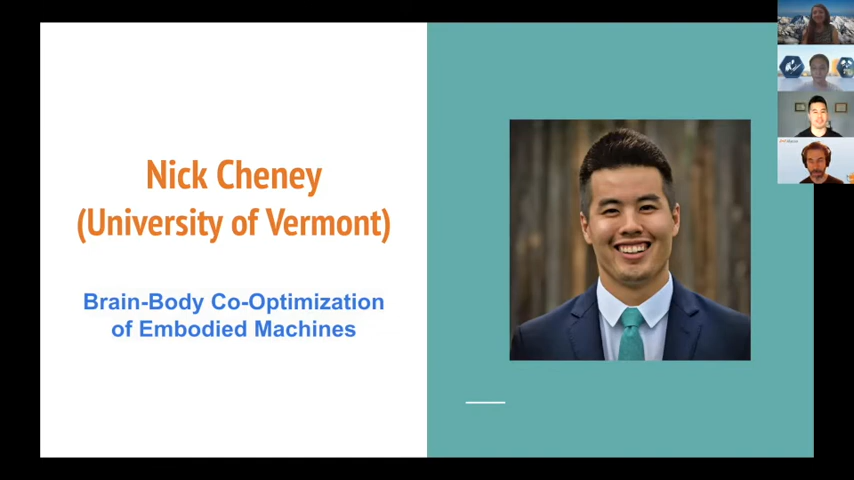 Nick Cheney
(University of Vermont)
Brain-Body Co-Optimization
of Embodied Machines